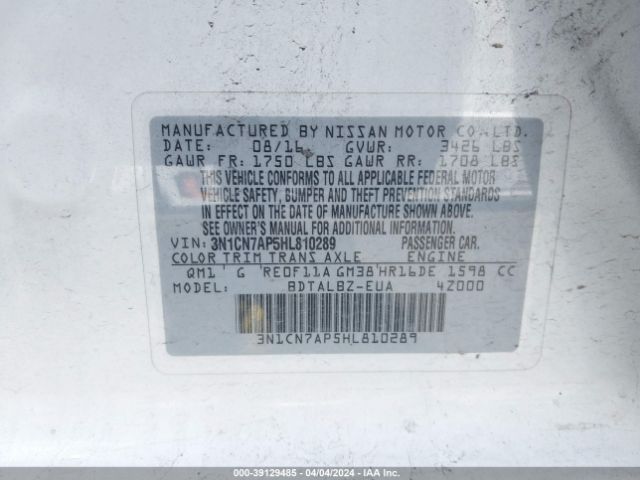 MANUFACTURED BY NISSAN MOTOR CO.,LTD.
DATE: 08/16 GVWR: 3426 LBS
GAWR FR: 1750 LBS GAWR RR: 1708 LBS
THIS VEHICLE CONFORMS TO ALL APPLICABLE FEDERAL MOTOR
VEHICLE SAFETY, BUMPER AND THEFT PREVENTION STANDARDS
IN EFFECT ON THE DATE OF MANUFACTURE SHOWN ABOVE.
SEE OWNER'S MANUAL FOR ADDITIONAL INFORMATION.
VIN: 3N1CN7AP5HL810289 PASSENGER CAR.
COLOR TRIM TRANS AXLE ENGINE
QM1 G RE0F11A GM38 HR16DE 1598 CC
MODEL: BDTALBZ-EUA 4Z000
3N1CN7AP5HL810289
000-39129485 - 04/04/2024 - IAA Inc.